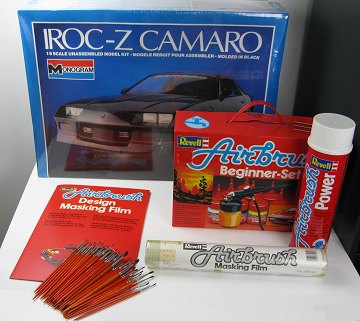 IROC-Z CAMARO
1/8 SCALE UNASSEMBLED MODEL KIT · MODELE REDUIT POUR ASSEMBLER · MOLDED IN BLACK
MONOGRAM
Revell
Airbrush
Beginner-Set
Revell
Airbrush
Power
Revell
Airbrush
Design
Masking Film
Revell
Airbrush
Masking Film